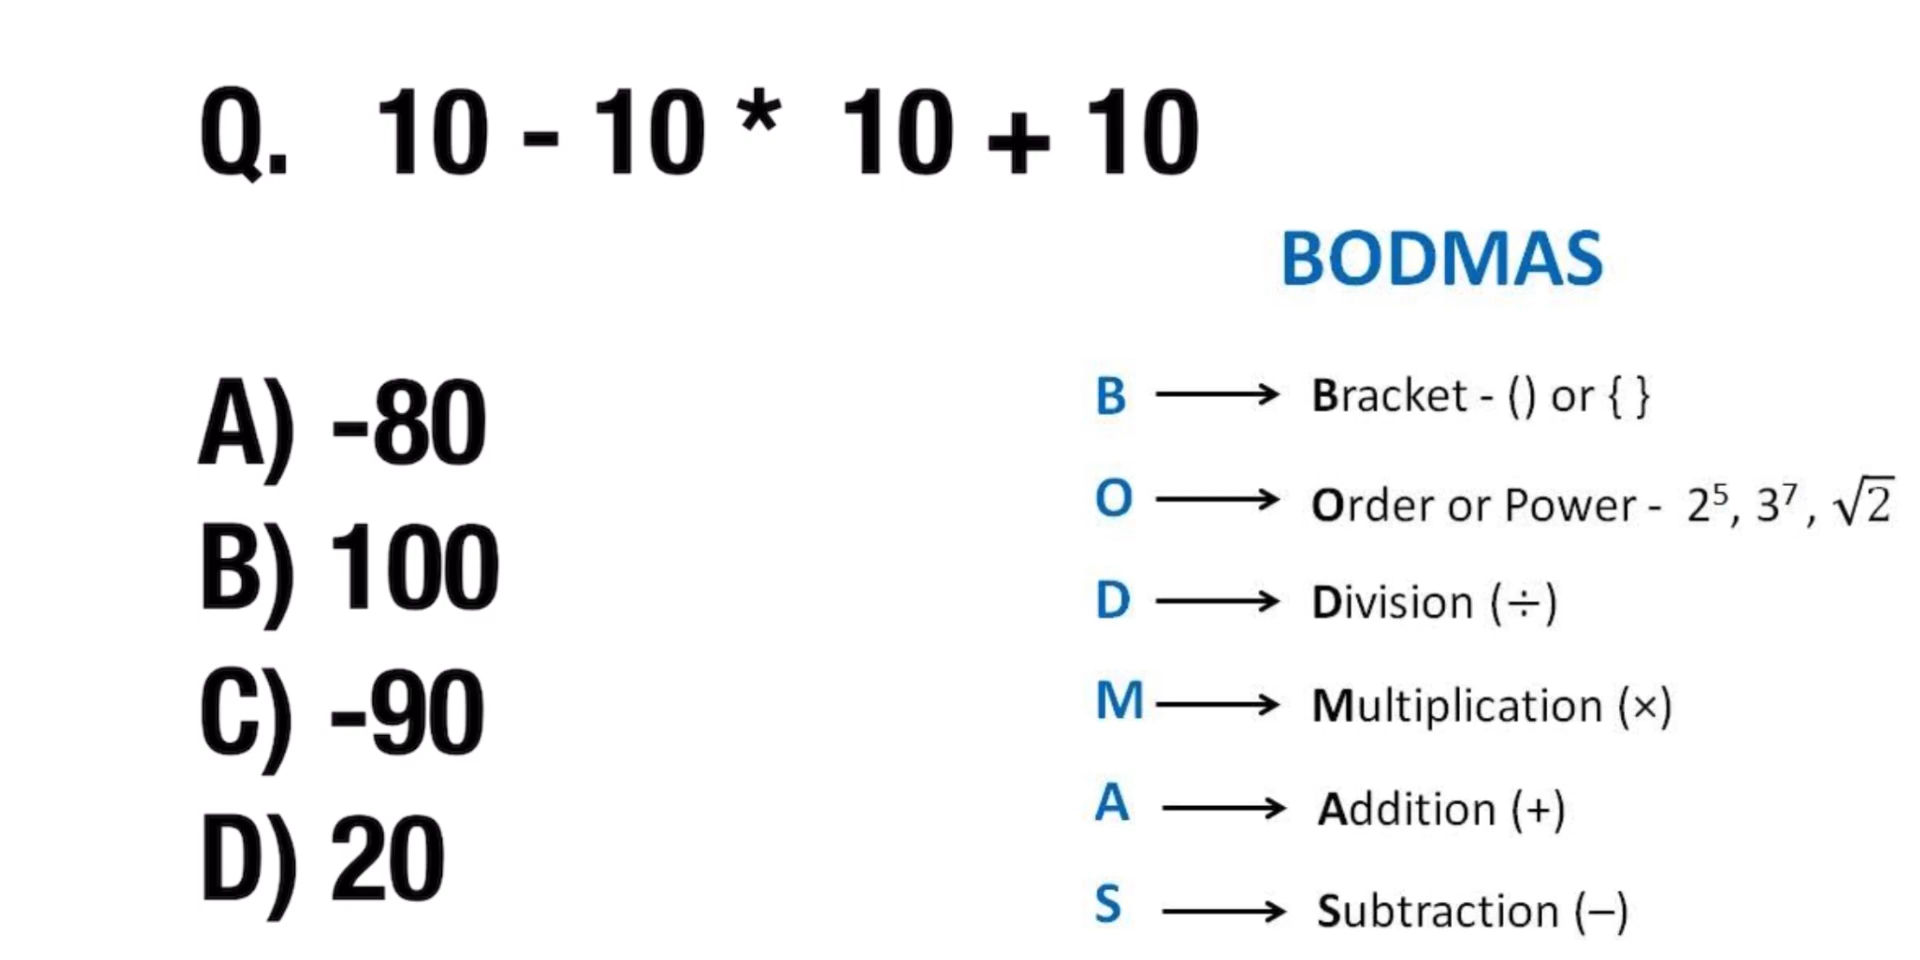 Q. 10 - 10 * 10 + 10
BODMAS
A) -80
B) 100
C) -90
D) 20
B → Bracket - () or { }
O → Order or Power - 2⁵, 3⁷, √2
D → Division (÷)
M → Multiplication (×)
A → Addition (+)
S → Subtraction (–)